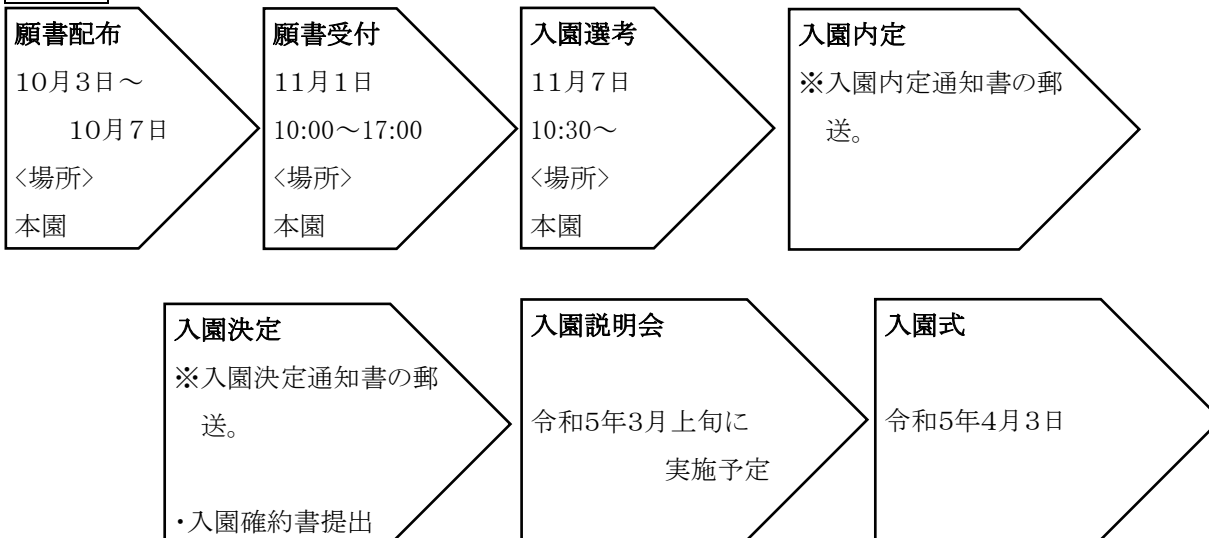 願書配布
10月3日～
10月7日
<場所>
本園
願書受付
11月1日
10:00～17:00
<場所>
本園
入園選考
11月7日
10:30～
<場所>
本園
入園内定
※入園内定通知書の郵
送。
入園決定
※入園決定通知書の郵
送。
・入園確約書提出
入園説明会
令和5年3月上旬に
実施予定
入園式
令和5年4月3日